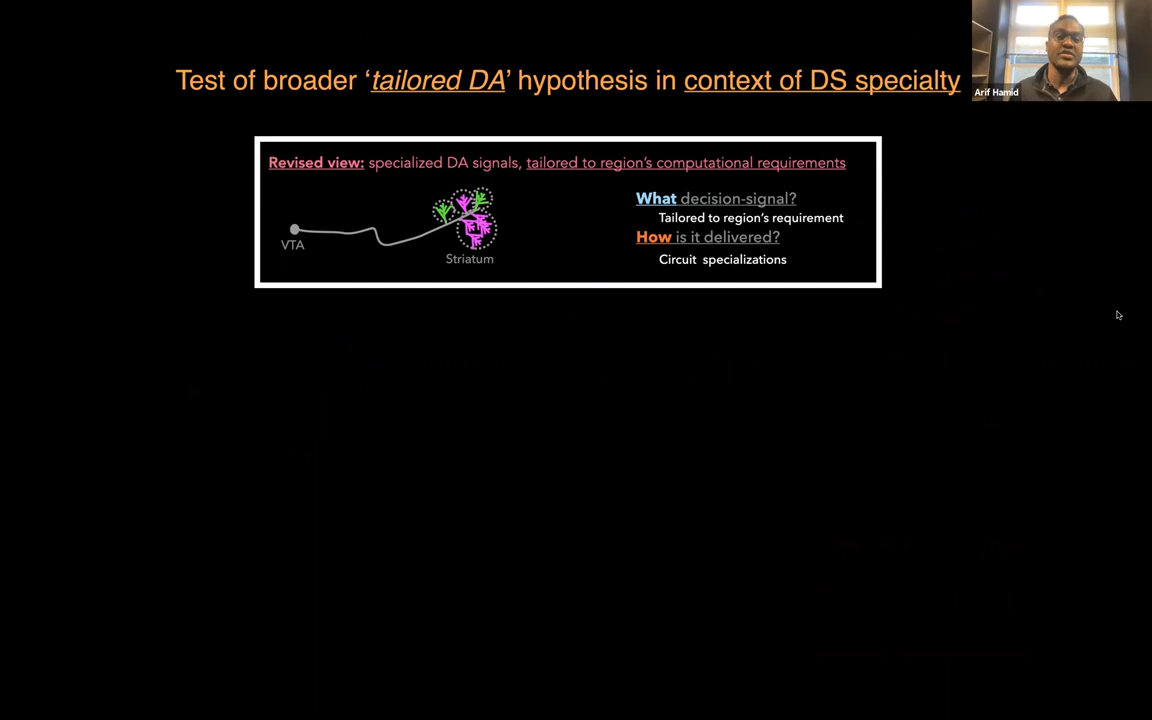 Test of broader ‘tailored DA’ hypothesis in context of DS specialty
Arif Hamid
Revised view: specialized DA signals, tailored to region’s computational requirements
What decision-signal?
Tailored to region’s requirement
How is it delivered?
Circuit specializations
VTA
Striatum